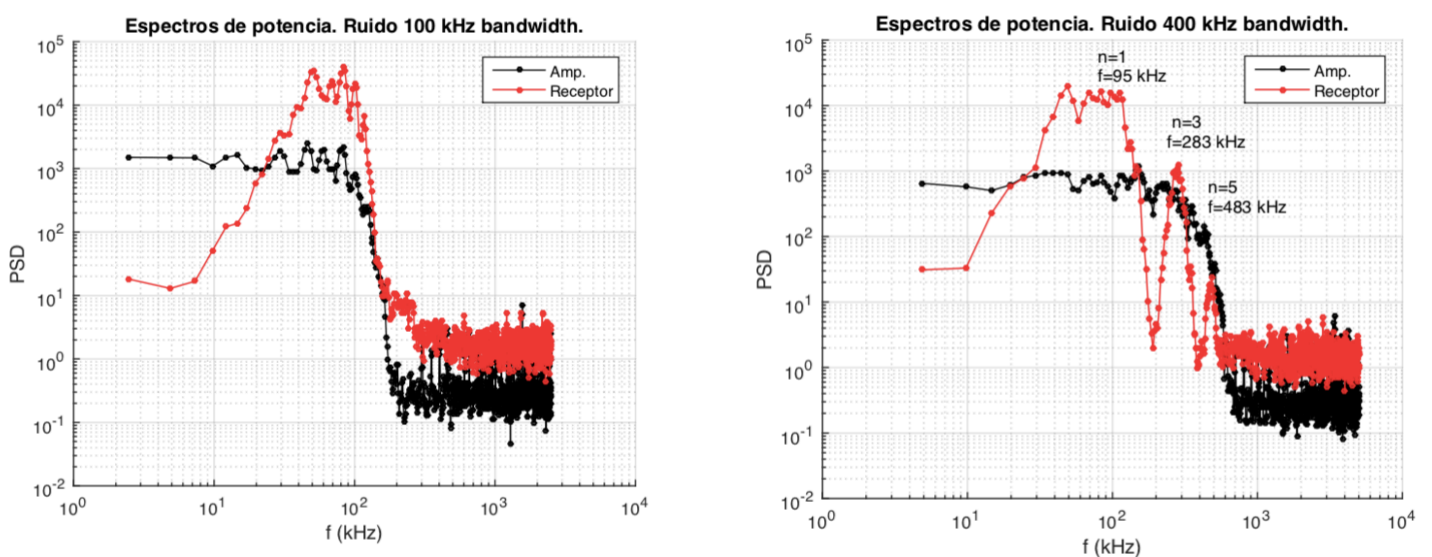 Espectros de potencia. Ruido 100 kHz bandwidth.
10^5
10^4
10^3
10^2
10^1
10^0
10^-1
10^-2
PSD
Amp.
Receptor
10^0 10^1 10^2 10^3 10^4
f (kHz)
Espectros de potencia. Ruido 400 kHz bandwidth.
10^5
10^4
10^3
10^2
10^1
10^0
10^-1
10^-2
PSD
n=1
f=95 kHz
Amp.
Receptor
n=3
f=283 kHz
n=5
f=483 kHz
10^0 10^1 10^2 10^3 10^4
f (kHz)